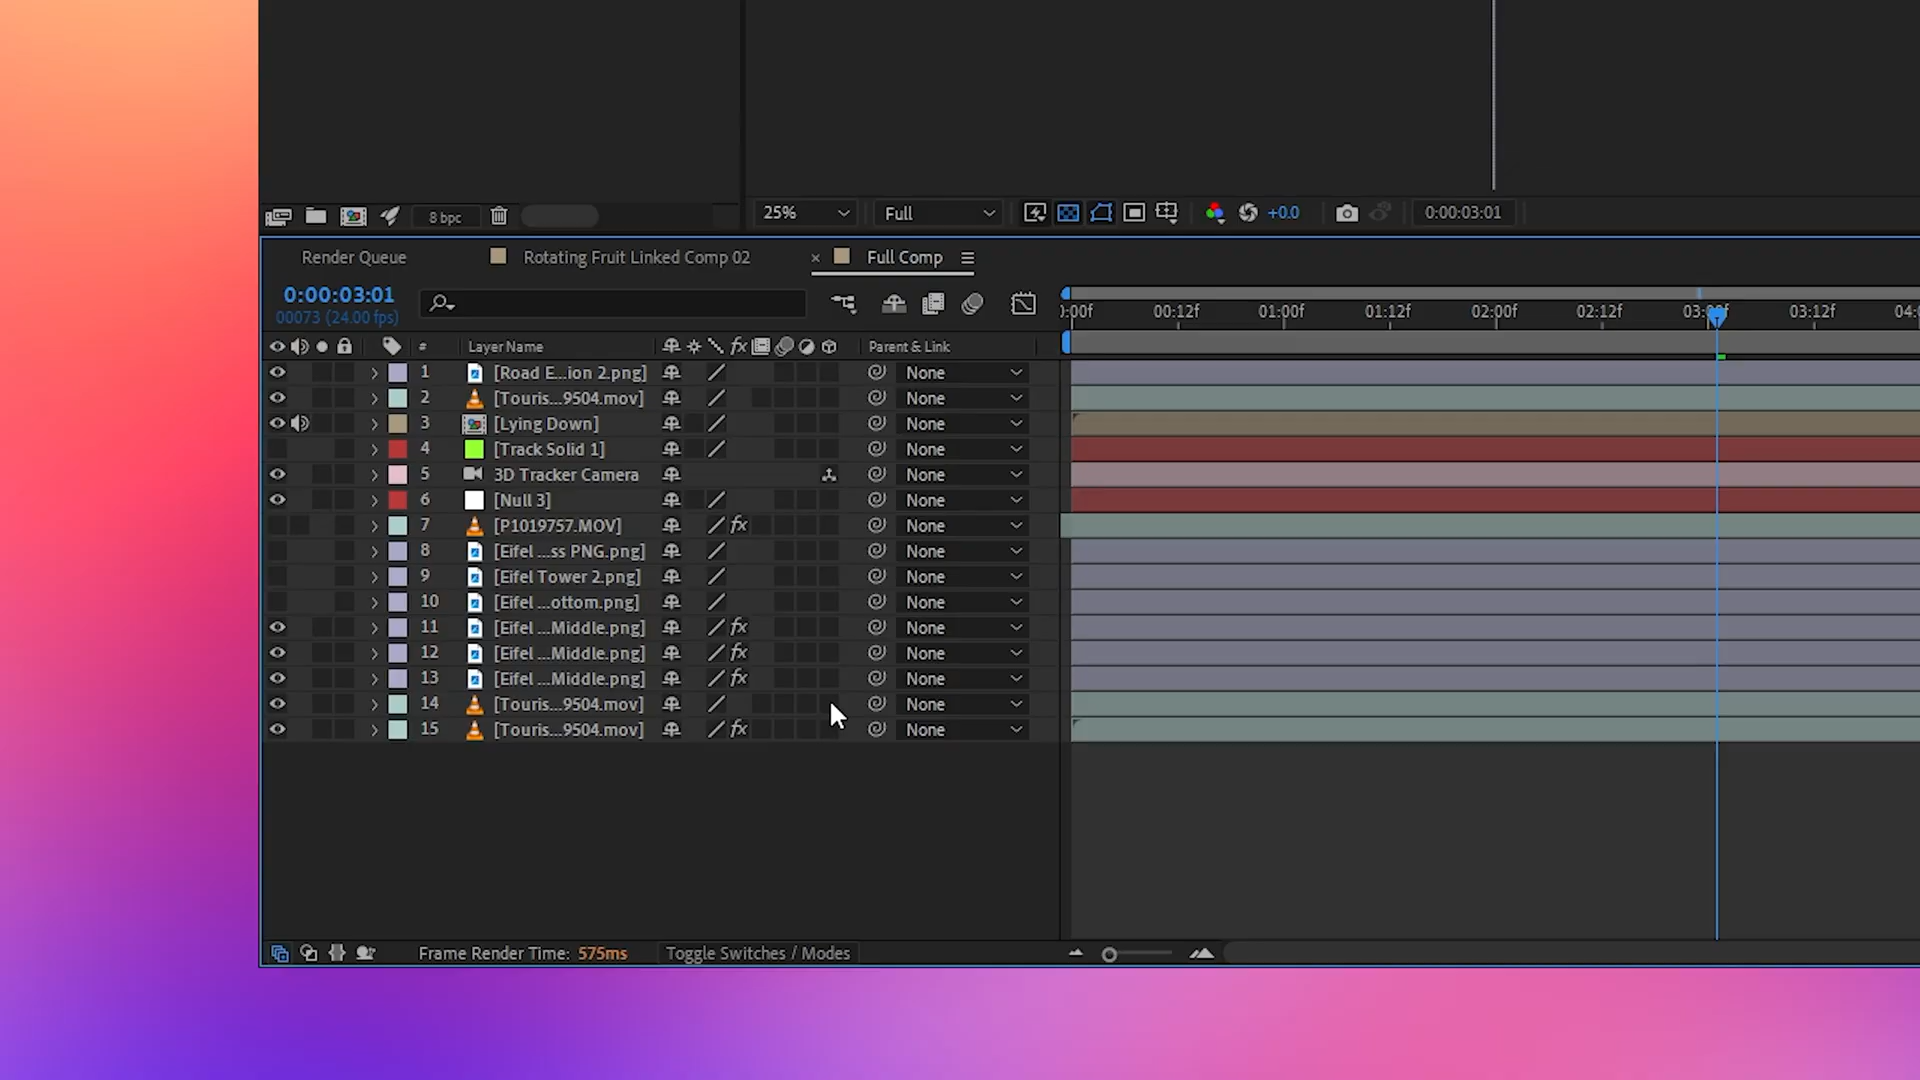 8 bpc
25% Full +0.0 0:00:03:01
Render Queue Rotating Fruit Linked Comp 02 × Full Comp
0:00:03:01
00073 (24.00 fps)
:00f 00:12f 01:00f 01:12f 02:00f 02:12f 03:00f 03:12f 04:
# Layer Name fx Parent & Link
1 [Road E...ion 2.png] None
2 [Touris...9504.mov] None
3 [Lying Down] None
4 [Track Solid 1] None
5 3D Tracker Camera None
6 [Null 3] None
7 [P1019757.MOV] fx None
8 [Eifel ...ss PNG.png] None
9 [Eifel Tower 2.png] None
10 [Eifel ...ottom.png] None
11 [Eifel ...Middle.png] fx None
12 [Eifel ...Middle.png] fx None
13 [Eifel ...Middle.png] fx None
14 [Touris...9504.mov] None
15 [Touris...9504.mov] fx None
Frame Render Time: 575ms Toggle Switches / Modes